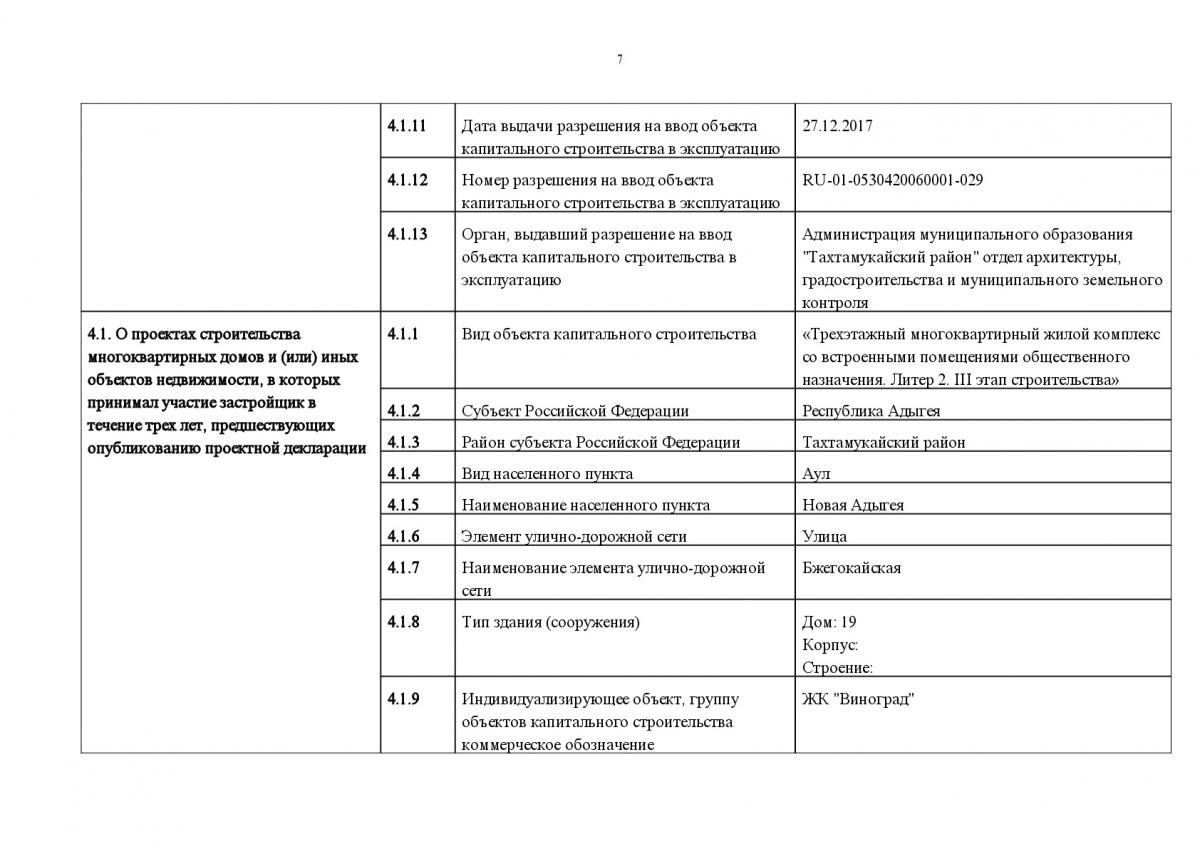 7
4.1.11
Дата выдачи разрешения на ввод объекта
капитального строительства в эксплуатацию
27.12.2017
4.1.12
Номер разрешения на ввод объекта
капитального строительства в эксплуатацию
RU-01-0530420060001-029
4.1.13
Орган, выдавший разрешение на ввод
объекта капитального строительства в
эксплуатацию
Администрация муниципального образования
"Тахтамукайский район" отдел архитектуры,
градостроительства и муниципального земельного
контроля
4.1. О проектах строительства
многоквартирных домов и (или) иных
объектов недвижимости, в которых
принимал участие застройщик в
течение трех лет, предшествующих
опубликованию проектной декларации
4.1.1
Вид объекта капитального строительства
«Трехэтажный многоквартирный жилой комплекс
со встроенными помещениями общественного
назначения. Литер 2. III этап строительства»
4.1.2
Субъект Российской Федерации
Республика Адыгея
4.1.3
Район субъекта Российской Федерации
Тахтамукайский район
4.1.4
Вид населенного пункта
Аул
4.1.5
Наименование населенного пункта
Новая Адыгея
4.1.6
Элемент улично-дорожной сети
Улица
4.1.7
Наименование элемента улично-дорожной
сети
Бжегокайская
4.1.8
Тип здания (сооружения)
Дом: 19
Корпус:
Строение:
4.1.9
Индивидуализирующее объект, группу
объектов капитального строительства
коммерческое обозначение
ЖК "Виноград"